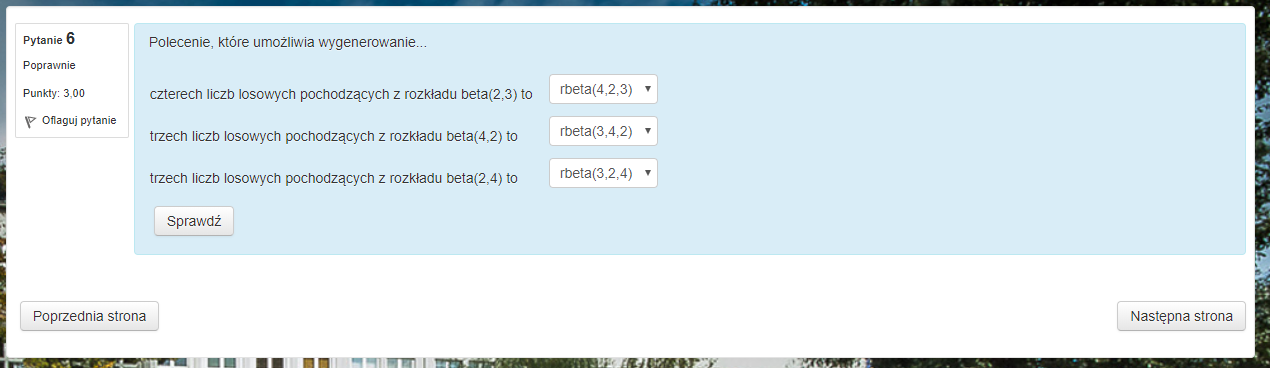 Pytanie 6
Poprawnie
Punkty: 3,00
Oflaguj pytanie
Polecenie, które umożliwia wygenerowanie...
czterech liczb losowych pochodzących z rozkładu beta(2,3) to rbeta(4,2,3)
trzech liczb losowych pochodzących z rozkładu beta(4,2) to rbeta(3,4,2)
trzech liczb losowych pochodzących z rozkładu beta(2,4) to rbeta(3,2,4)
Sprawdź
Poprzednia strona
Następna strona